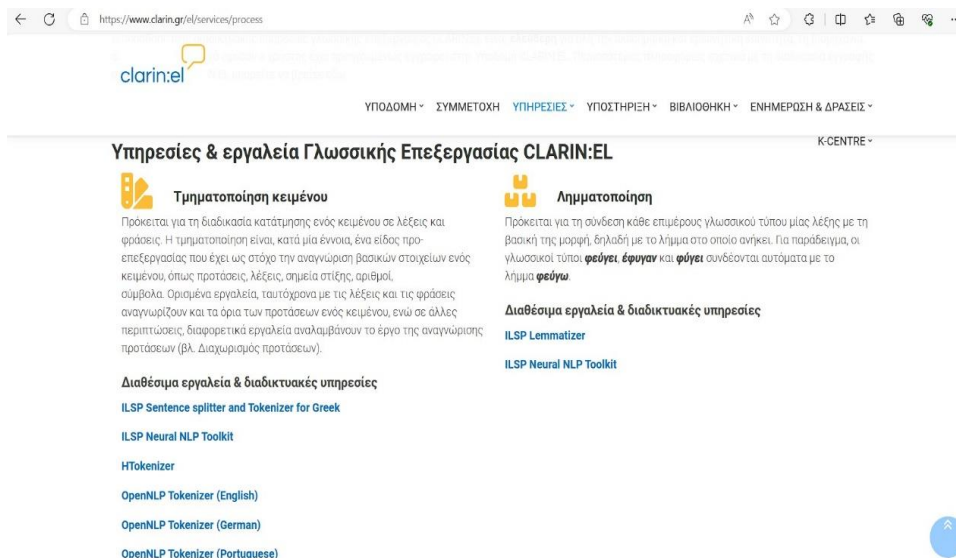 https://www.clarin.gr/el/services/process
clarin:el
ΥΠΟΔΟΜΗ ΣΥΜΜΕΤΟΧΗ ΥΠΗΡΕΣΙΕΣ ΥΠΟΣΤΗΡΙΞΗ ΒΙΒΛΙΟΘΗΚΗ ΕΝΗΜΕΡΩΣΗ & ΔΡΑΣΕΙΣ
K-CENTRE
Υπηρεσίες & εργαλεία Γλωσσικής Επεξεργασίας CLARIN:EL
Τμηματοποίηση κειμένου
Πρόκειται για τη διαδικασία κατάτμησης ενός κειμένου σε λέξεις και
φράσεις. Η τμηματοποίηση είναι, κατά μία έννοια, ένα είδος προ-
επεξεργασίας που έχει ως στόχο την αναγνώριση βασικών στοιχείων ενός
κειμένου, όπως προτάσεις, λέξεις, σημεία στίξης, αριθμοί,
σύμβολα. Ορισμένα εργαλεία, ταυτόχρονα με τις λέξεις και τις φράσεις
αναγνωρίζουν και τα όρια των προτάσεων ενός κειμένου, ενώ σε άλλες
περιπτώσεις, διαφορετικά εργαλεία αναλαμβάνουν το έργο της αναγνώρισης
προτάσεων (βλ. Διαχωρισμός προτάσεων).
Διαθέσιμα εργαλεία & διαδικτυακές υπηρεσίες
ILSP Sentence splitter and Tokenizer for Greek
ILSP Neural NLP Toolkit
HTokenizer
OpenNLP Tokenizer (English)
OpenNLP Tokenizer (German)
OpenNLP Tokenizer (Portuguese)
Λημματοποίηση
Πρόκειται για τη σύνδεση κάθε επιμέρους γλωσσικού τύπου μίας λέξης με τη
βασική της μορφή, δηλαδή με το λήμμα στο οποίο ανήκει. Για παράδειγμα, οι
γλωσσικοί τύποι φεύγει, έφυγαν και φύγει συνδέονται αυτόματα με το
λήμμα φεύγω.
Διαθέσιμα εργαλεία & διαδικτυακές υπηρεσίες
ILSP Lemmatizer
ILSP Neural NLP Toolkit